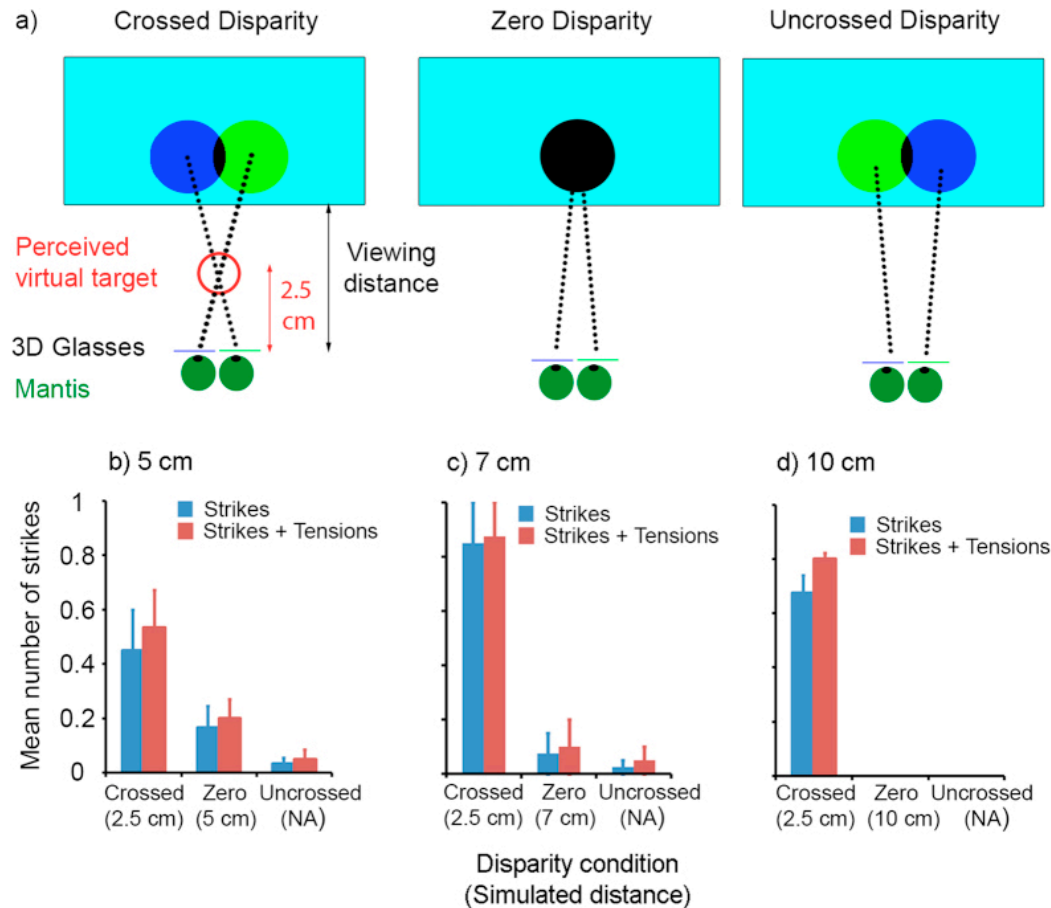 a)
Crossed Disparity
Zero Disparity
Uncrossed Disparity
Perceived
virtual target
2.5
cm
Viewing
distance
3D Glasses
Mantis
b) 5 cm
c) 7 cm
d) 10 cm
Mean number of strikes
1
0.8
0.6
0.4
0.2
0
Strikes
Strikes + Tensions
Crossed Zero Uncrossed
(2.5 cm) (5 cm) (NA)
Strikes
Strikes + Tensions
Crossed Zero Uncrossed
(2.5 cm) (7 cm) (NA)
Strikes
Strikes + Tensions
Crossed Zero Uncrossed
(2.5 cm) (10 cm) (NA)
Disparity condition
(Simulated distance)